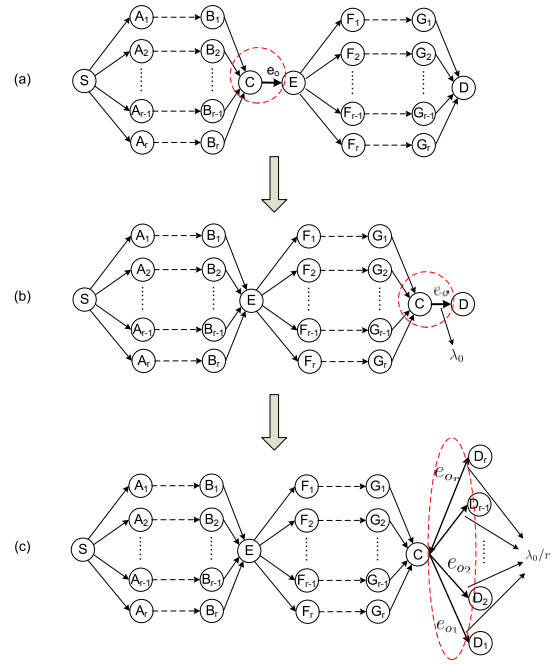 A₁ B₁ F₁ G₁
A₂ B₂ F₂ G₂
(a) S C eₒ E D
Aᵣ₋₁ Bᵣ₋₁ Fᵣ₋₁ Gᵣ₋₁
Aᵣ Bᵣ Fᵣ Gᵣ
A₁ B₁ F₁ G₁
A₂ B₂ F₂ G₂
(b) S E C eₒ D
Aᵣ₋₁ Bᵣ₋₁ Fᵣ₋₁ Gᵣ₋₁
λ₀
Aᵣ Bᵣ Fᵣ Gᵣ
Dᵣ
eₒᵣ
A₁ B₁ F₁ G₁
Dᵣ₋₁
A₂ B₂ F₂ G₂
(c) S E C λ₀/r
eₒ₂
Aᵣ₋₁ Bᵣ₋₁ Fᵣ₋₁ Gᵣ₋₁
D₂
Aᵣ Bᵣ Fᵣ Gᵣ
eₒ₁
D₁